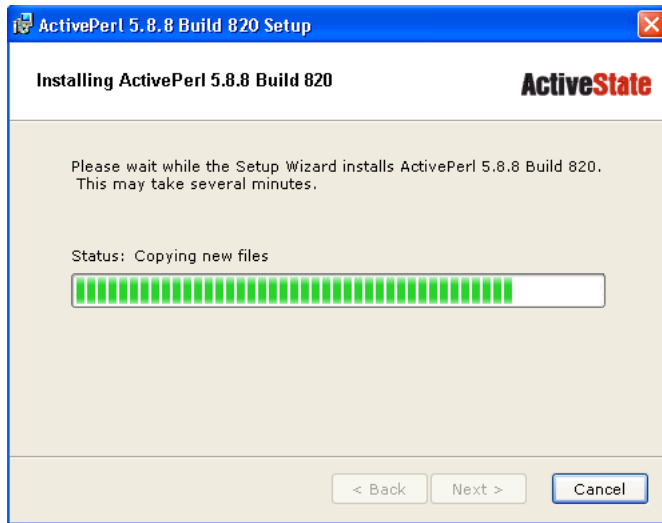 ActivePerl 5.8.8 Build 820 Setup
Installing ActivePerl 5.8.8 Build 820
ActiveState
Please wait while the Setup Wizard installs ActivePerl 5.8.8 Build 820.
This may take several minutes.
Status: Copying new files
< Back
Next >
Cancel